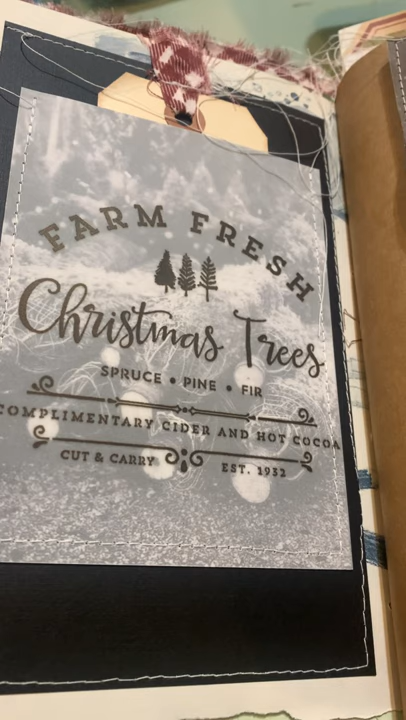 FARM FRESH
Christmas Trees
SPRUCE • PINE • FIR
COMPLIMENTARY CIDER AND HOT COCOA
CUT & CARRY EST. 1932